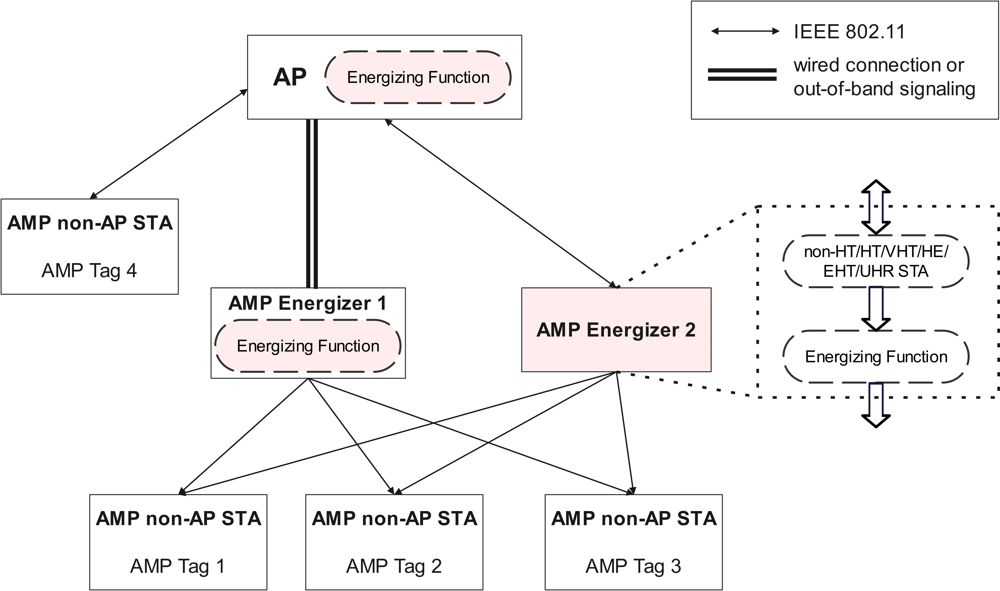 IEEE 802.11
wired connection or
out-of-band signaling
AP
Energizing Function
AMP non-AP STA
AMP Tag 4
non-HT/HT/VHT/HE/
EHT/UHR STA
Energizing Function
AMP Energizer 1
Energizing Function
AMP Energizer 2
AMP non-AP STA
AMP Tag 1
AMP non-AP STA
AMP Tag 2
AMP non-AP STA
AMP Tag 3